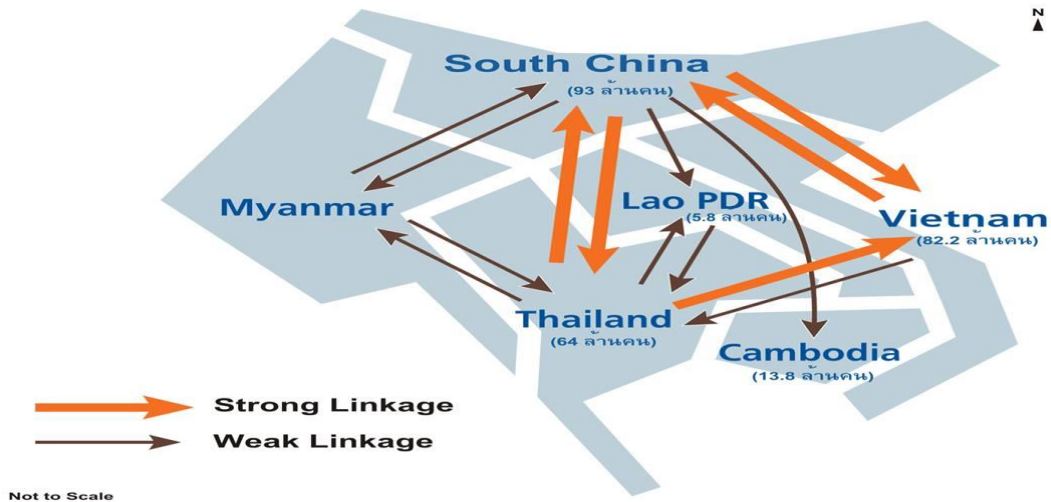 N
South China
(93 ล้านคน)
Myanmar
Lao PDR
(5.8 ลานคน)
Vietnam
(82.2 ล้านคน)
Thailand
(64 ล้านคน)
Cambodia
(13.8 ล้านคน)
Strong Linkage
Weak Linkage
Not to Scale